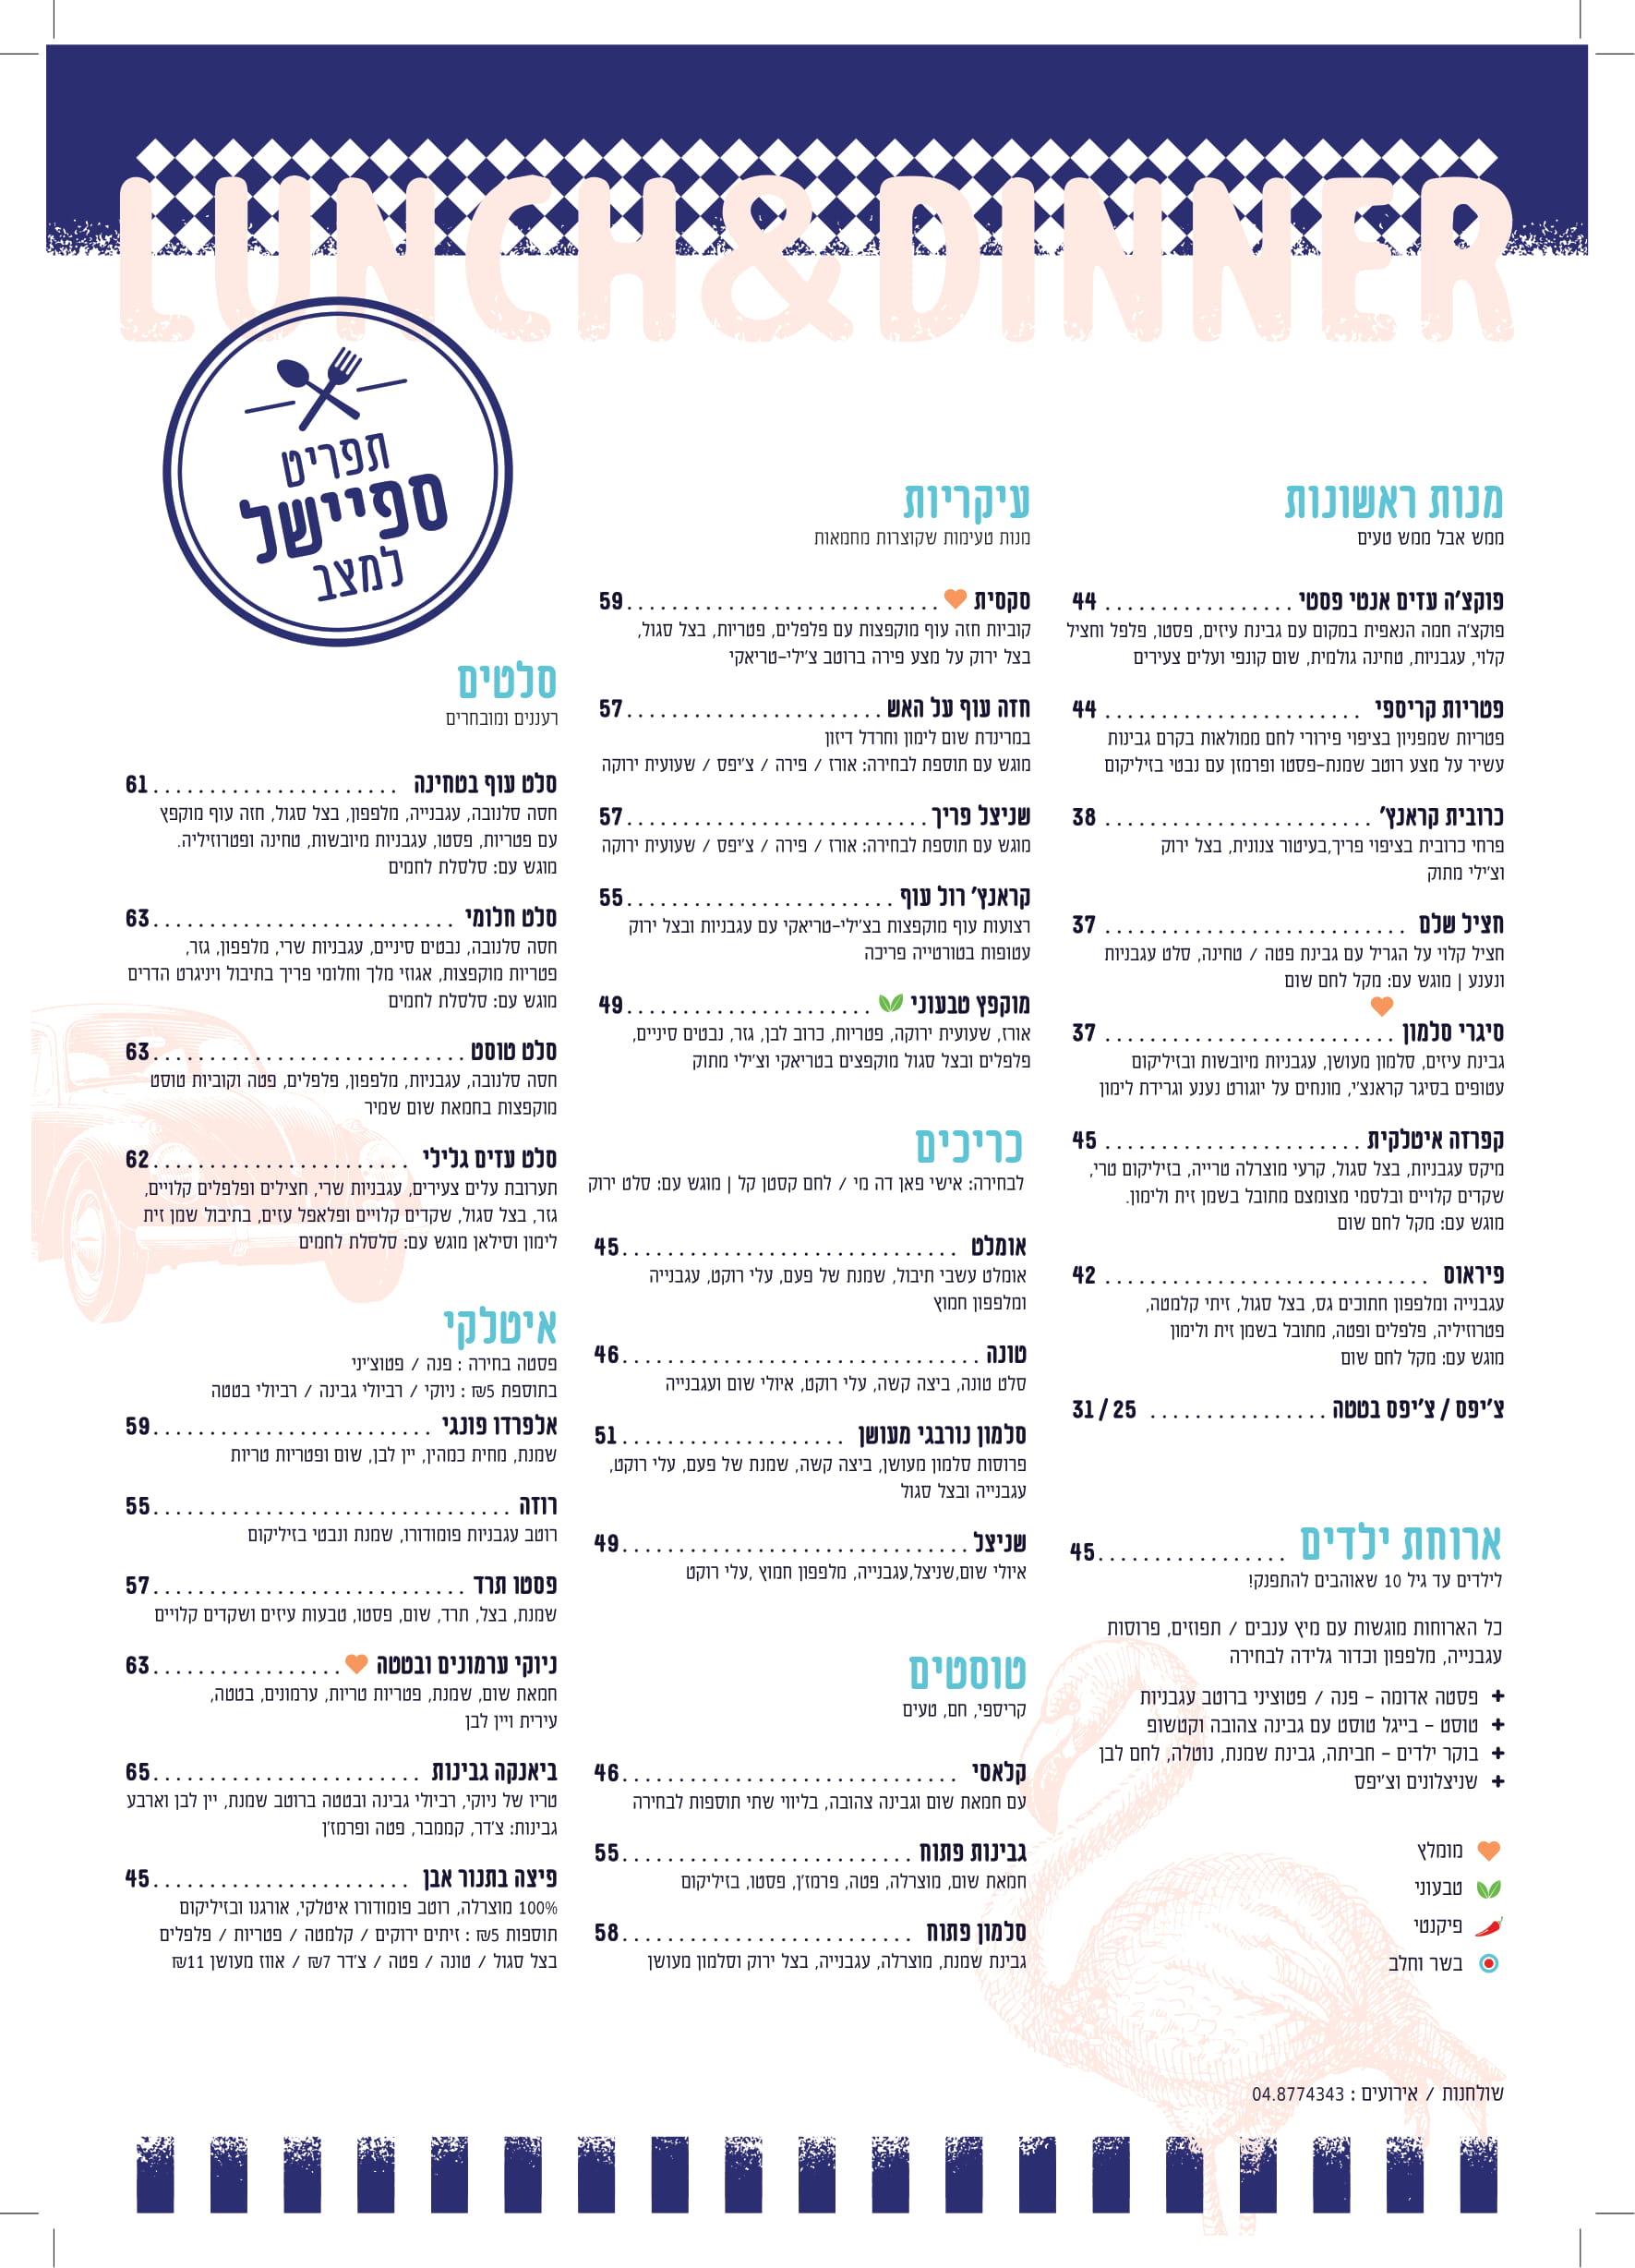 LUNCH&DINNER
תפריט
ספיישל
למצב
מנות ראשונות
ממש אבל ממש טעים
פוקצ'ה עזים אנטי פסטי ................. 44
פוקצ'ה חמה הנאפית במקום עם גבינת עיזים, פסטו, פלפל וחציל
קלוי, עגבניות, טחינה גולמית, שום קונפי ועלים צעירים
פטריות קריספי ....................... 44
פטריות שמפניון בציפוי פירורי לחם ממולאות בקרם גבינות
עשיר על מצע רוטב שמנת-פסטו ופרמזן עם נבטי בזיליקום
כרובית קראנץ' ........................ 38
פרחי כרובית בציפוי פריך,בעיטור צנונית, בצל ירוק
וצ'ילי מתוק
חציל שלם ........................... 37
חציל קלוי על הגריל עם גבינת פטה / טחינה, סלט עגבניות
ונענע | מוגש עם: מקל לחם שום
סיגרי סלמון .......................... 37
גבינת עיזים, סלמון מעושן, עגבניות מיובשות ובזיליקום
עטופים בסיגר קראנצ'י, מונחים על יוגורט נענע וגרידת לימון
קפרזה איטלקית ....................... 45
מיקס עגבניות, בצל סגול, קרעי מוצרלה טרייה, בזיליקום טרי,
שקדים קלויים ובלסמי מצומצם מתובל בשמן זית ולימון.
מוגש עם: מקל לחם שום
פיראוס ............................. 42
עגבנייה ומלפפון חתוכים גס, בצל סגול, זיתי קלמטה,
פטרוזיליה, פלפלים ופטה, מתובל בשמן זית ולימון
מוגש עם: מקל לחם שום
צ'יפס / צ'יפס בטטה ................ 31 / 25
ארוחת ילדים ................. 45
לילדים עד גיל 10 שאוהבים להתפנק!
כל הארוחות מוגשות עם מיץ ענבים / תפוזים, פרוסות
עגבנייה, מלפפון וכדור גלידה לבחירה
+ פסטה אדומה - פנה / פטוציני ברוטב עגבניות
+ טוסט - בייגל טוסט עם גבינה צהובה וקטשופ
+ בוקר ילדים - חביתה, גבינת שמנת, נוטלה, לחם לבן
+ שניצלונים וצ'יפס
מומלץ
טבעוני
פיקנטי
בשר וחלב
שולחנות / אירועים : 04.8774343
עיקריות
מנות טעימות שקוצרות מחמאות
סקסית ............................ 59
קוביות חזה עוף מוקפצות עם פלפלים, פטריות, בצל סגול,
בצל ירוק על מצע פירה ברוטב צ'ילי-טריאקי
חזה עוף על האש ....................... 57
במרינדת שום לימון וחרדל דיזון
מוגש עם תוספת לבחירה: אורז / פירה / צ'יפס / שעועית ירוקה
שניצל פריך ........................... 57
מוגש עם תוספת לבחירה: אורז / פירה / צ'יפס / שעועית ירוקה
קראנץ' רול עוף ........................ 55
רצועות עוף מוקפצות בצ'ילי-טריאקי עם עגבניות ובצל ירוק
עטופות בטורטייה פריכה
מוקפץ טבעוני ...................... 49
אורז, שעועית ירוקה, פטריות, כרוב לבן, גזר, נבטים סיניים,
פלפלים ובצל סגול מוקפצים בטריאקי וצ'ילי מתוק
כריכים
לבחירה: אישי פאן דה מי / לחם קסטן קל | מוגש עם: סלט ירוק
אומלט .............................. 45
אומלט עשבי תיבול, שמנת של פעם, עלי רוקט, עגבנייה
ומלפפון חמוץ
טונה ................................ 46
סלט טונה, ביצה קשה, עלי רוקט, איולי שום ועגבנייה
סלמון נורבגי מעושן .................... 51
פרוסות סלמון מעושן, ביצה קשה, שמנת של פעם, עלי רוקט,
עגבנייה ובצל סגול
שניצל ............................... 49
איולי שום,שניצל,עגבנייה, מלפפון חמוץ ,עלי רוקט
טוסטים
קריספי, חם, טעים
קלאסי .............................. 46
עם חמאת שום וגבינה צהובה, בליווי שתי תוספות לבחירה
גבינות פתוח .......................... 55
חמאת שום, מוצרלה, פטה, פרמז'ן, פסטו, בזיליקום
סלמון פתוח .......................... 58
גבינת שמנת, מוצרלה, עגבנייה, בצל ירוק וסלמון מעושן
סלטים
רעננים ומובחרים
סלט עוף בטחינה ...................... 61
חסה סלנובה, עגבנייה, מלפפון, בצל סגול, חזה עוף מוקפץ
עם פטריות, פסטו, עגבניות מיובשות, טחינה ופטרוזיליה.
מוגש עם: סלסלת לחמים
סלט חלומי ........................... 63
חסה סלנובה, נבטים סיניים, עגבניות שרי, מלפפון, גזר,
פטריות מוקפצות, אגוזי מלך וחלומי פריך בתיבול ויניגרט הדרים
מוגש עם: סלסלת לחמים
סלט טוסט ............................ 63
חסה סלנובה, עגבניות, מלפפון, פלפלים, פטה וקוביות טוסט
מוקפצות בחמאת שום שמיר
סלט עזים גלילי ....................... 62
תערובת עלים צעירים, עגבניות שרי, חצילים ופלפלים קלויים,
גזר, בצל סגול, שקדים קלויים ופלאפל עזים, בתיבול שמן זית
לימון וסילאן מוגש עם: סלסלת לחמים
איטלקי
פסטה בחירה : פנה / פטוצ'יני
בתוספת 5₪ : ניוקי / רביולי גבינה / רביולי בטטה
אלפרדו פונגי ......................... 59
שמנת, מחית כמהין, יין לבן, שום ופטריות טריות
רוזה ................................ 55
רוטב עגבניות פומודורו, שמנת ונבטי בזיליקום
פסטו תרד ............................ 57
שמנת, בצל, תרד, שום, פסטו, טבעות עיזים ושקדים קלויים
ניוקי ערמונים ובטטה ................. 63
חמאת שום, שמנת, פטריות טריות, ערמונים, בטטה,
עירית ויין לבן
ביאנקה גבינות ........................ 65
טריו של ניוקי, רביולי גבינה ובטטה ברוטב שמנת, יין לבן וארבע
גבינות: צ'דר, קממבר, פטה ופרמז'ן
פיצה בתנור אבן ....................... 45
100% מוצרלה, רוטב פומודורו איטלקי, אורגנו ובזיליקום
תוספות 5₪ : זיתים ירוקים / קלמטה / פטריות / פלפלים
בצל סגול / טונה / פטה / צ'דר 7₪ / אווז מעושן 11₪